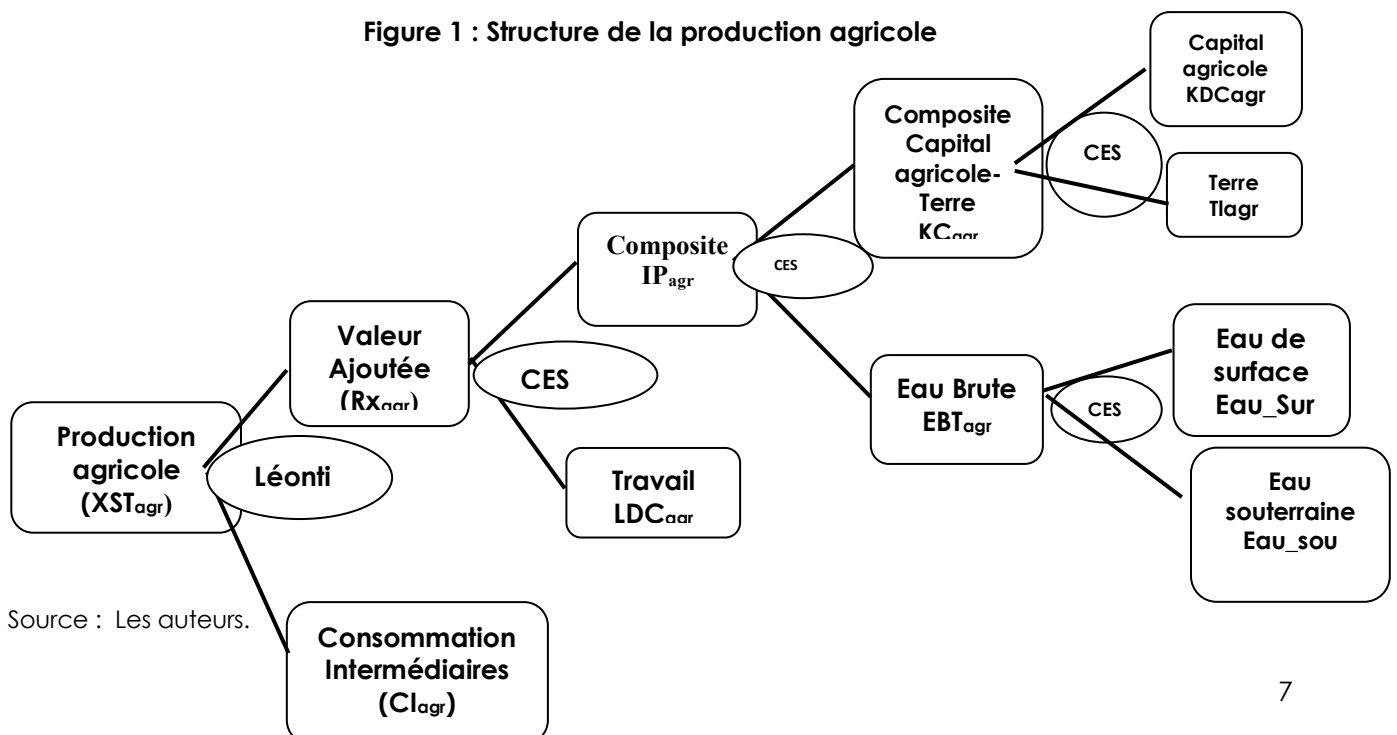 Figure 1 : Structure de la production agricole
Capital
agricole
KDCagr
Composite
Capital
agricole-
Terre
KCagr
CES
Terre
Tlagr
Composite
IPagr
CES
Valeur
Ajoutée
(Rxagr)
CES
Eau Brute
EBTagr
CES
Eau de
surface
Eau_Sur
Production
agricole
(XSTagr)
Léonti
Travail
LDCagr
Eau
souterraine
Eau_sou
Source : Les auteurs.
Consommation
Intermédiaires
(CIagr)
7